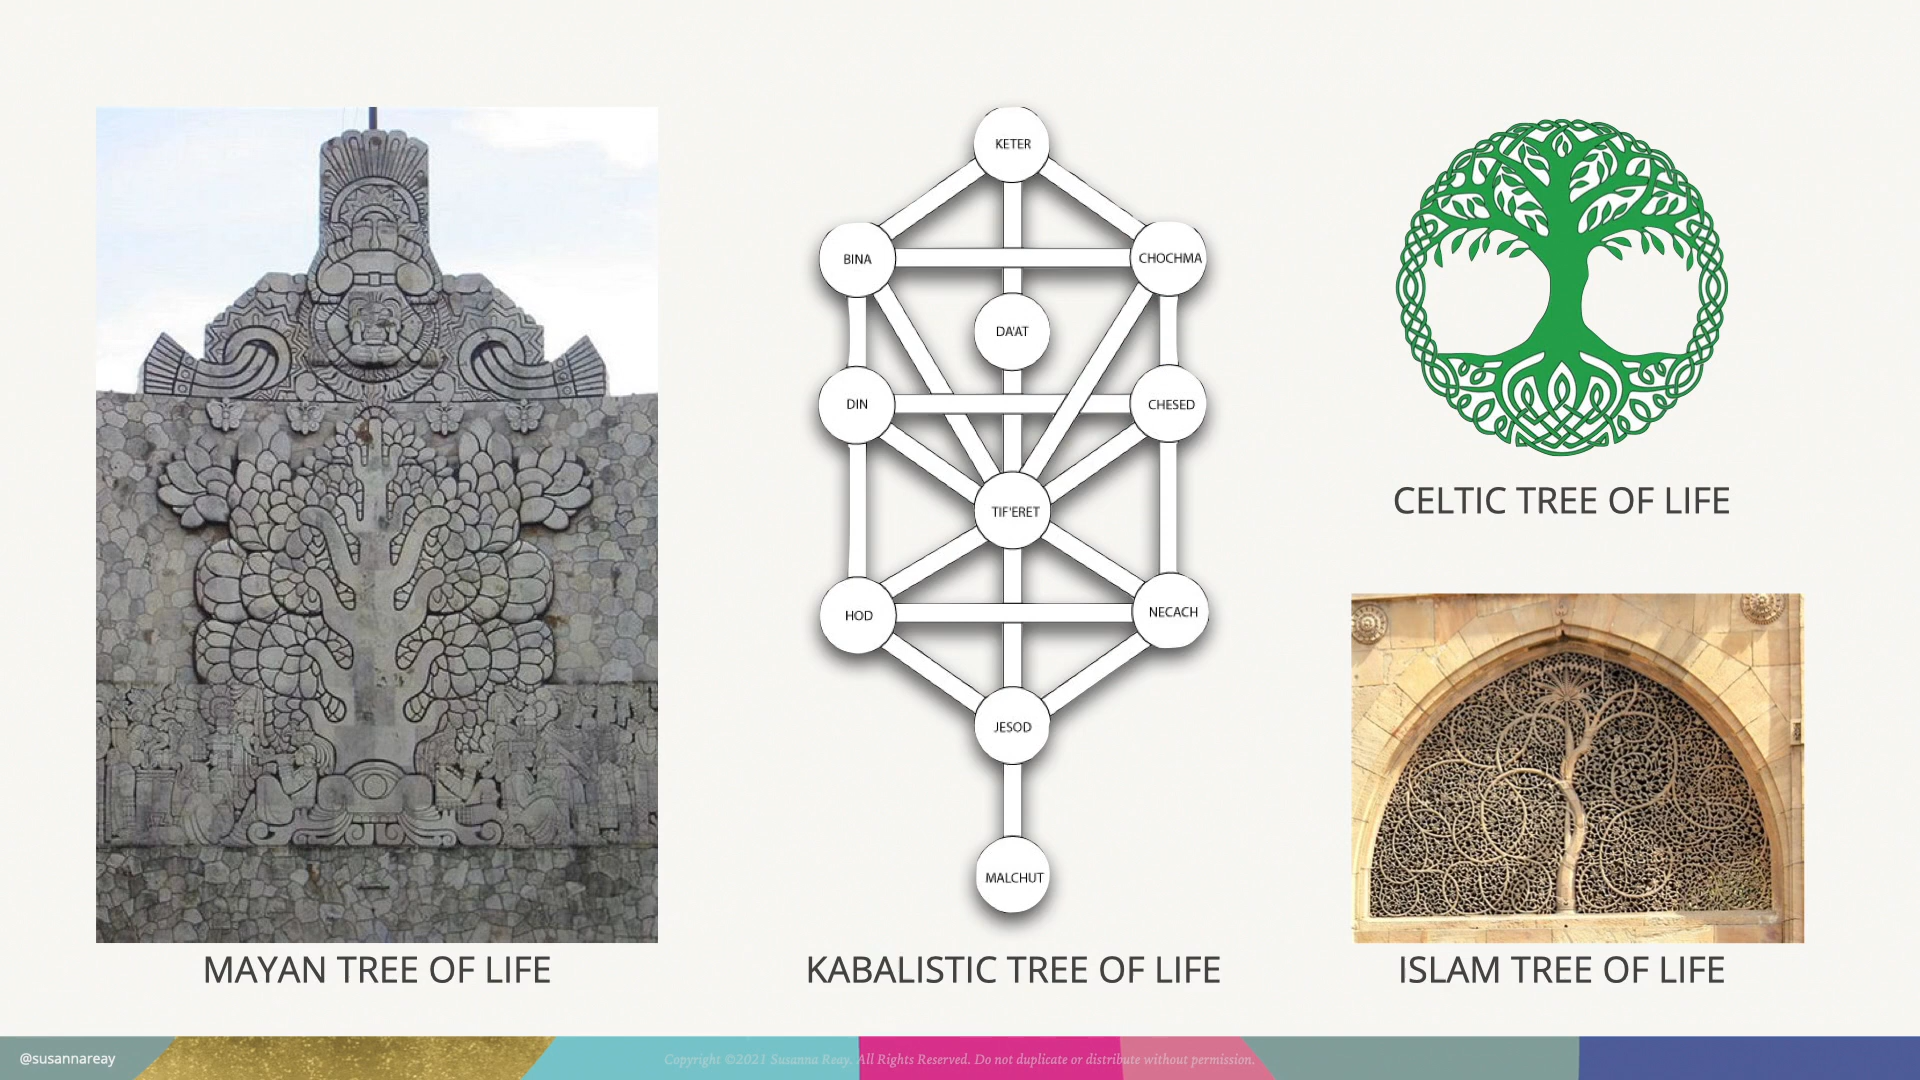 KETER
BINA
CHOCHMA
DA'AT
DIN
CHESED
TIF'ERET
HOD
NECACH
JESOD
MALCHUT
CELTIC TREE OF LIFE
MAYAN TREE OF LIFE
KABALISTIC TREE OF LIFE
ISLAM TREE OF LIFE
@susannareay
Copyright ©2021 Susanna Reay. All Rights Reserved. Do not duplicate or distribute without permission.